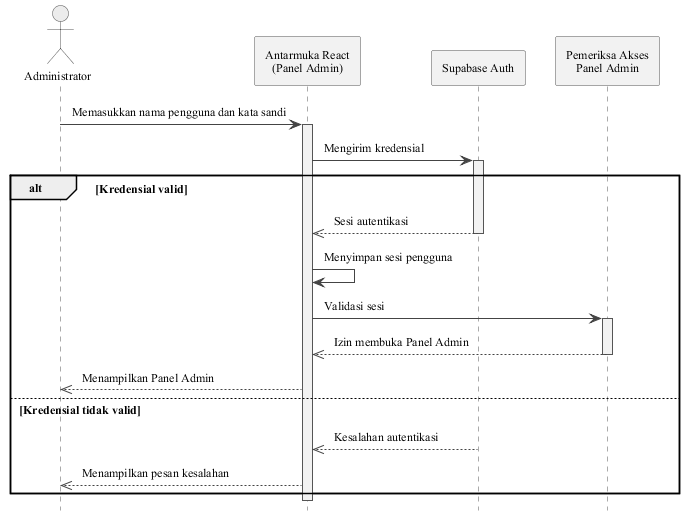 Administrator
Antarmuka React
(Panel Admin)
Supabase Auth
Pemeriksa Akses
Panel Admin
Memasukkan nama pengguna dan kata sandi
Mengirim kredensial
alt
[Kredensial valid]
Sesi autentikasi
Menyimpan sesi pengguna
Validasi sesi
Izin membuka Panel Admin
Menampilkan Panel Admin
[Kredensial tidak valid]
Kesalahan autentikasi
Menampilkan pesan kesalahan